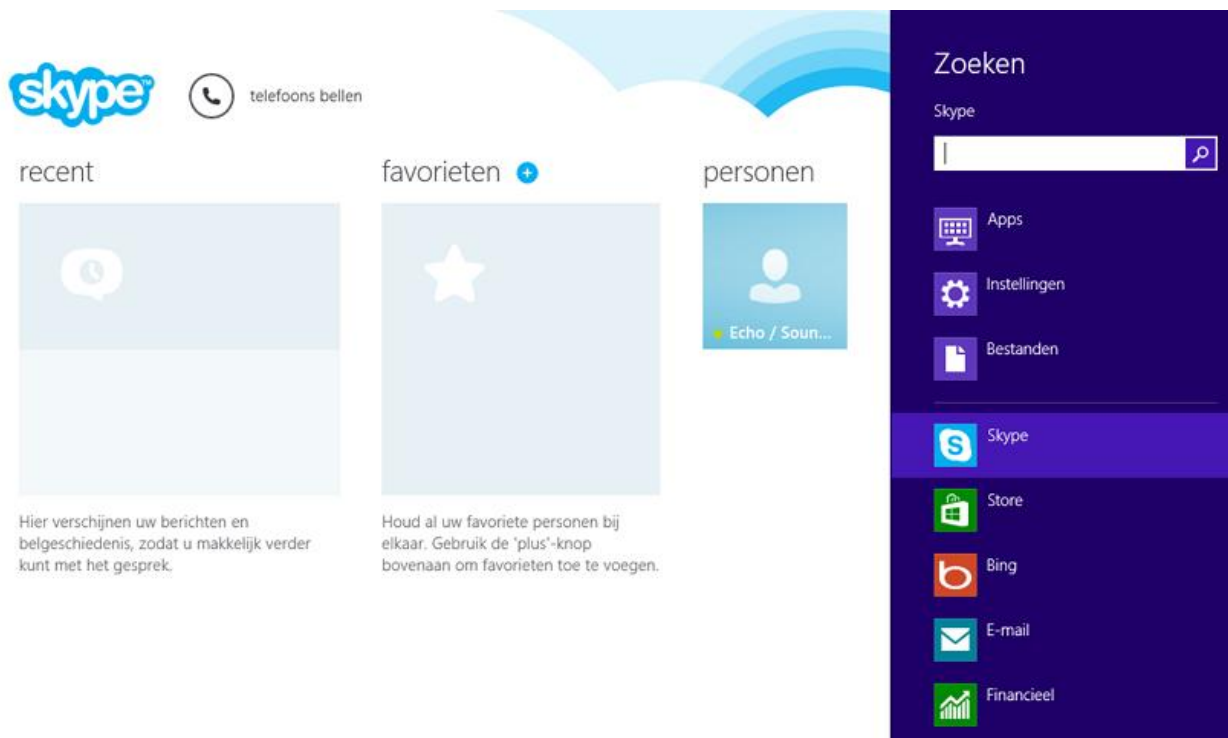 skype™
telefoons bellen
recent
Hier verschijnen uw berichten en
belgeschiedenis, zodat u makkelijk verder
kunt met het gesprek.
favorieten
Houd al uw favoriete personen bij
elkaar. Gebruik de 'plus'-knop
bovenaan om favorieten toe te voegen.
personen
Echo / Soun...
Zoeken
Skype
Apps
Instellingen
Bestanden
Skype
Store
Bing
E-mail
Financieel